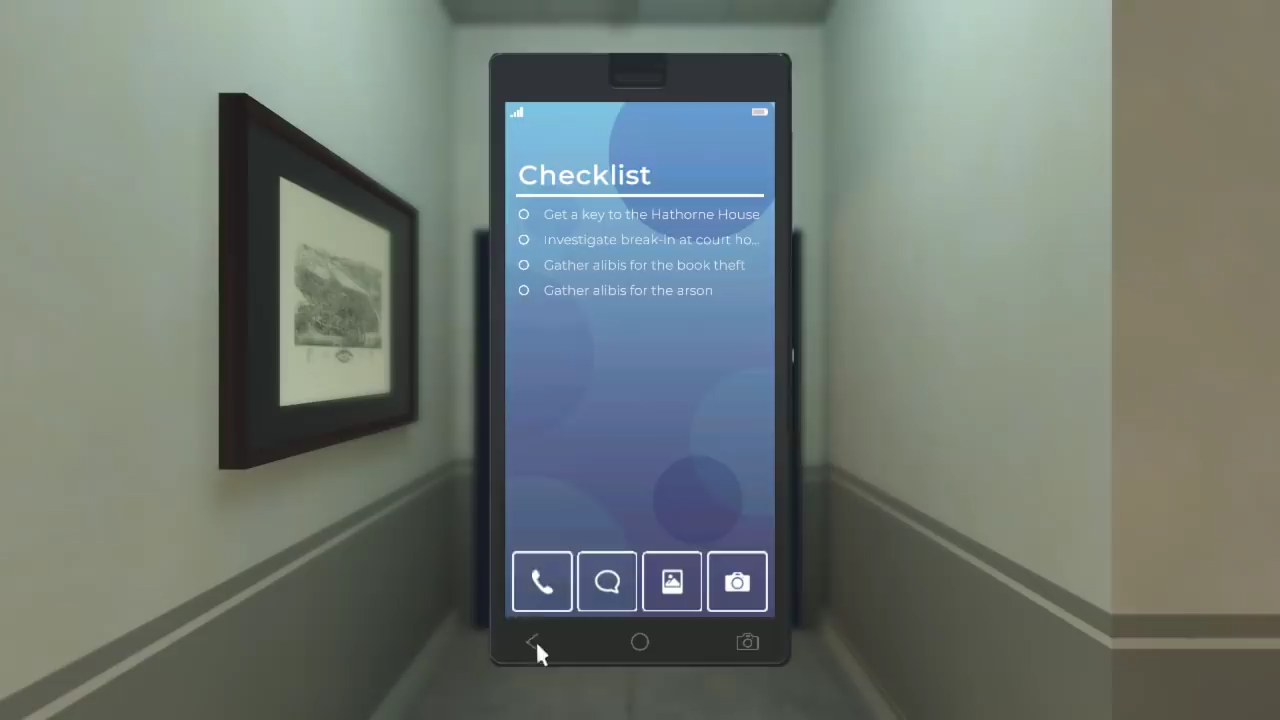 Checklist
Get a key to the Hathorne House
Investigate break-in at court ho...
Gather alibis for the book theft
Gather alibis for the arson